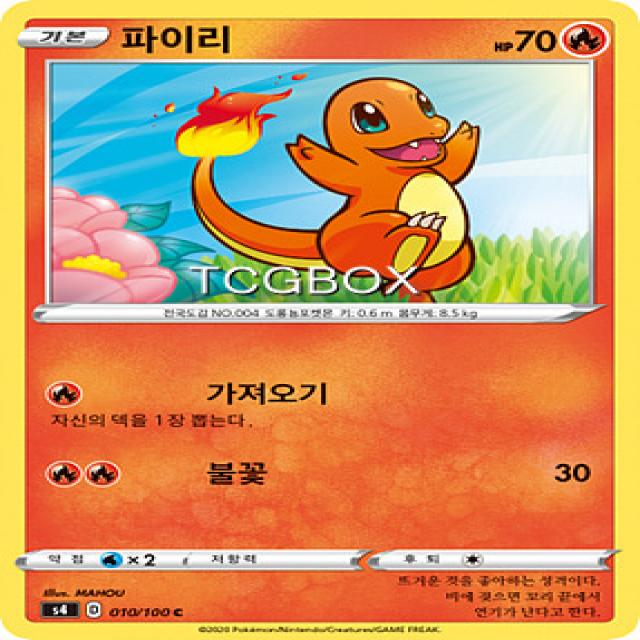 기본 파이리 HP 70
TCGBOX
전국도감 NO.004 도롱뇽포켓몬 키: 0.6 m 몸무게: 8.5 kg
가져오기
자신의 덱을 1장 뽑는다.
불꽃 30
약점 ×2 저항력 후퇴
Illus. MAHOU
뜨거운 것을 좋아하는 성격이다.
비에 젖으면 꼬리 끝에서
연기가 난다고 한다.
s4 D 010/100 C
©2020 Pokémon/Nintendo/Creatures/GAME FREAK.